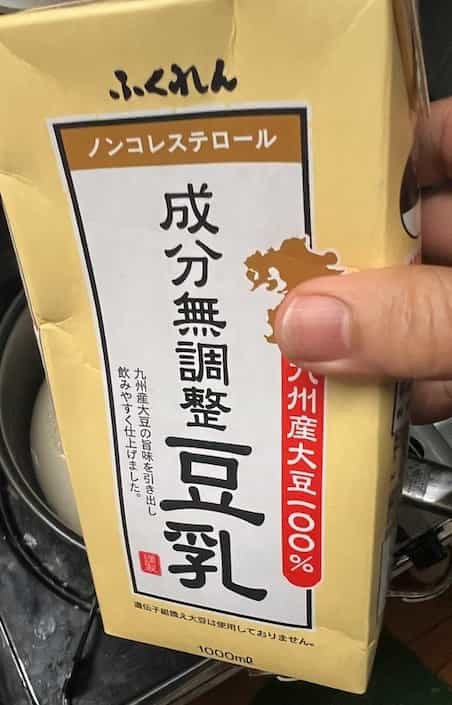 ふくれん
ノンコレステロール
成分無調整
豆乳
九州産大豆一〇〇%
九州産大豆の旨味を引き出し
飲みやすく仕上げました。
遺伝子組換え大豆は使用しておりません。
1000mℓ